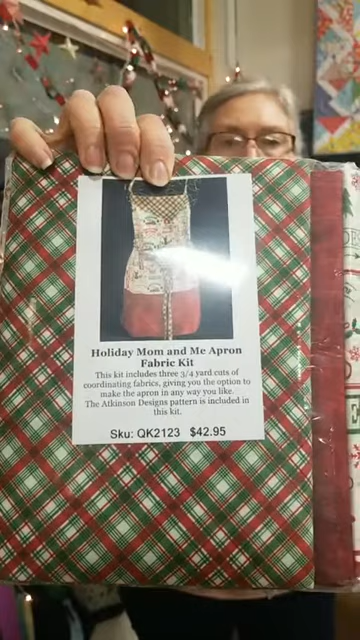 Holiday Mom and Me Apron
Fabric Kit
This kit includes three 3/4 yard cuts of
coordinating fabrics, giving you the option to
make the apron in any way you like.
The Atkinson Designs pattern is included in
this kit.
Sku: QK2123 $42.95